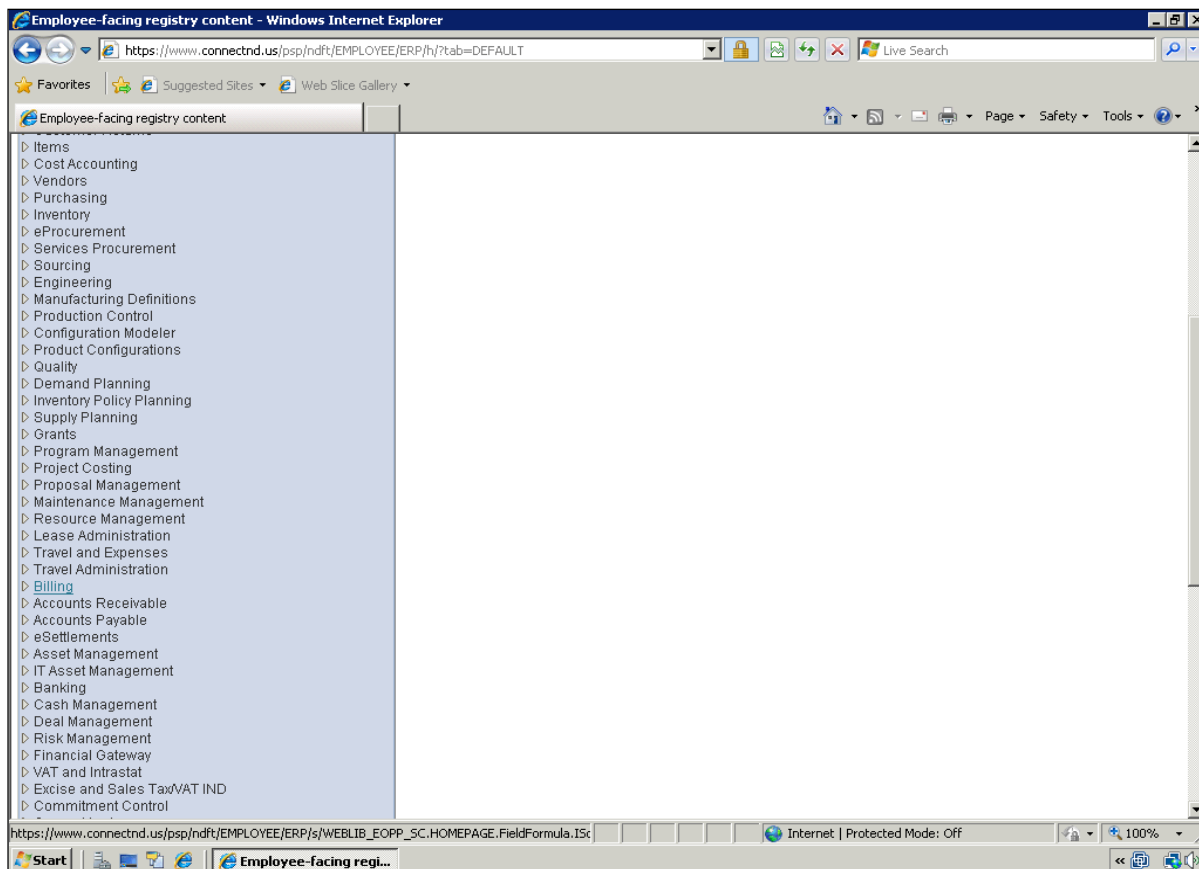 Employee-facing registry content - Windows Internet Explorer
https://www.connectnd.us/psp/ndft/EMPLOYEE/ERP/h/?tab=DEFAULT
Live Search
Favorites
Suggested Sites
Web Slice Gallery
Employee-facing registry content
Page
Safety
Tools
Customer Returns
Items
Cost Accounting
Vendors
Purchasing
Inventory
eProcurement
Services Procurement
Sourcing
Engineering
Manufacturing Definitions
Production Control
Configuration Modeler
Product Configurations
Quality
Demand Planning
Inventory Policy Planning
Supply Planning
Grants
Program Management
Project Costing
Proposal Management
Maintenance Management
Resource Management
Lease Administration
Travel and Expenses
Travel Administration
Billing
Accounts Receivable
Accounts Payable
eSettlements
Asset Management
IT Asset Management
Banking
Cash Management
Deal Management
Risk Management
Financial Gateway
VAT and Intrastat
Excise and Sales Tax/VAT IND
Commitment Control
https://www.connectnd.us/psp/ndft/EMPLOYEE/ERP/s/WEBLIB_EOPP_SC.HOMEPAGE.FieldFormula.ISc
Internet | Protected Mode: Off
100%
Start
Employee-facing regi...